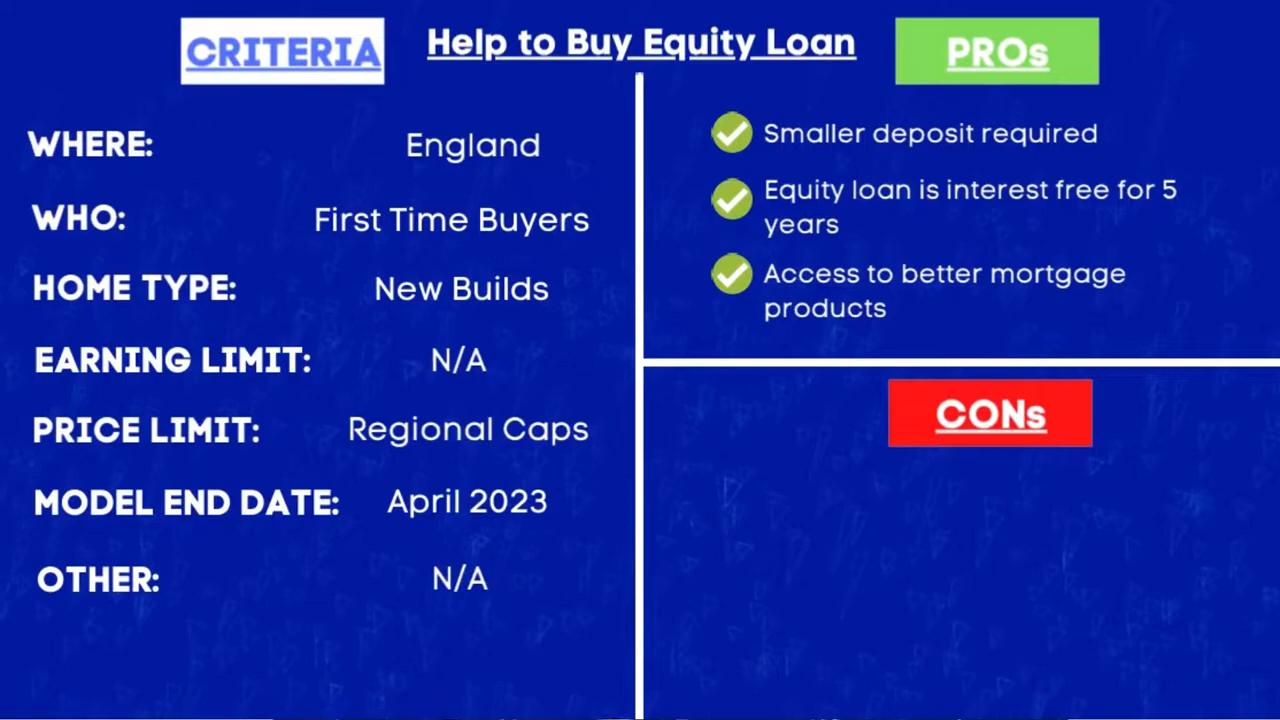 CRITERIA
Help to Buy Equity Loan
PROs
WHERE: England
WHO: First Time Buyers
HOME TYPE: New Builds
EARNING LIMIT: N/A
PRICE LIMIT: Regional Caps
MODEL END DATE: April 2023
OTHER: N/A
Smaller deposit required
Equity loan is interest free for 5
years
Access to better mortgage
products
CONs